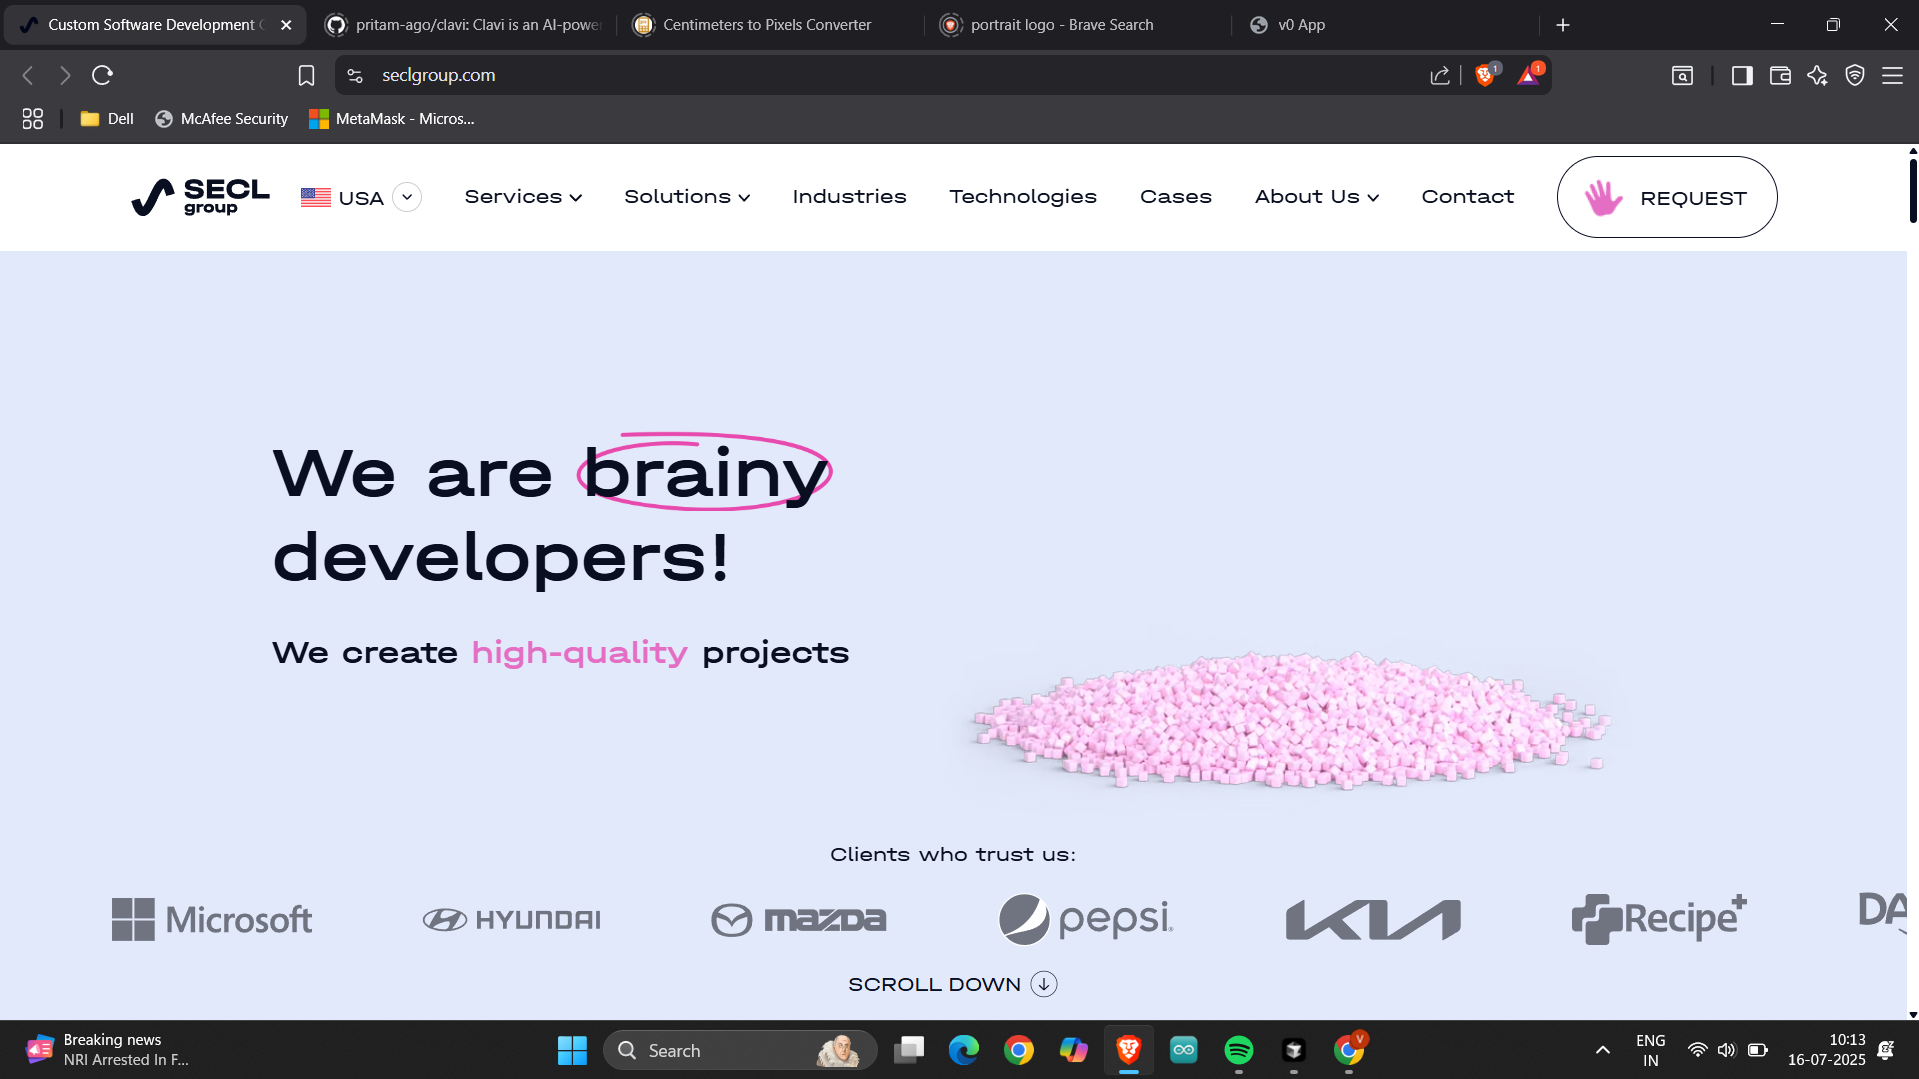 Custom Software Development
pritam-ago/clavi: Clavi is an AI-powe
Centimeters to Pixels Converter
portrait logo - Brave Search
v0 App
seclgroup.com
1
1
Dell
McAfee Security
MetaMask - Micros...
SECL
group
USA
Services
Solutions
Industries
Technologies
Cases
About Us
Contact
REQUEST
We are brainy
developers!
We create high-quality projects
Clients who trust us:
Microsoft
HYUNDAI
mazda
pepsi.
KIA
Recipe+
DA
SCROLL DOWN
Breaking news
NRI Arrested In F...
Search
V
ENG
IN
10:13
16-07-2025